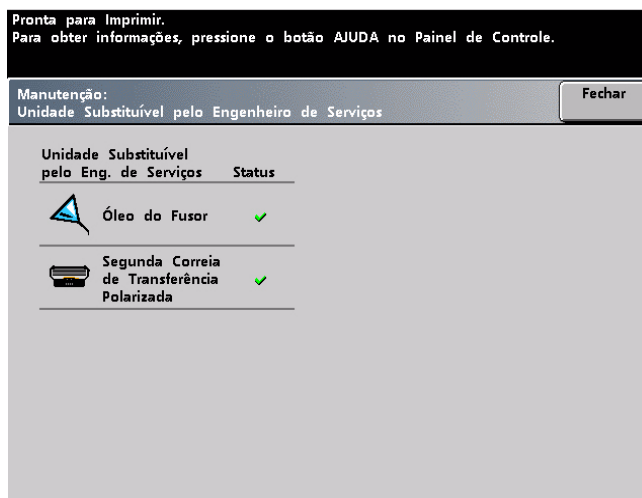 Pronta para Imprimir.
Para obter informações, pressione o botão AJUDA no Painel de Controle.
Manutenção:
Unidade Substituível pelo Engenheiro de Serviços
Fechar
Unidade Substituível
pelo Eng. de Serviços Status
Óleo do Fusor
Segunda Correia
de Transferência
Polarizada